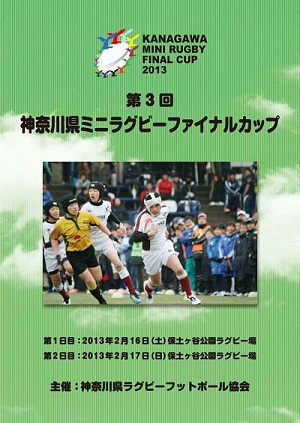 KANAGAWA
MINI RUGBY
FINAL CUP
2013
第3回
神奈川県ミニラグビーファイナルカップ
第1日目：2013年2月16日(土)保土ヶ谷公園ラグビー場
第2日目：2013年2月17日(日)保土ヶ谷公園ラグビー場
主催：神奈川県ラグビーフットボール協会